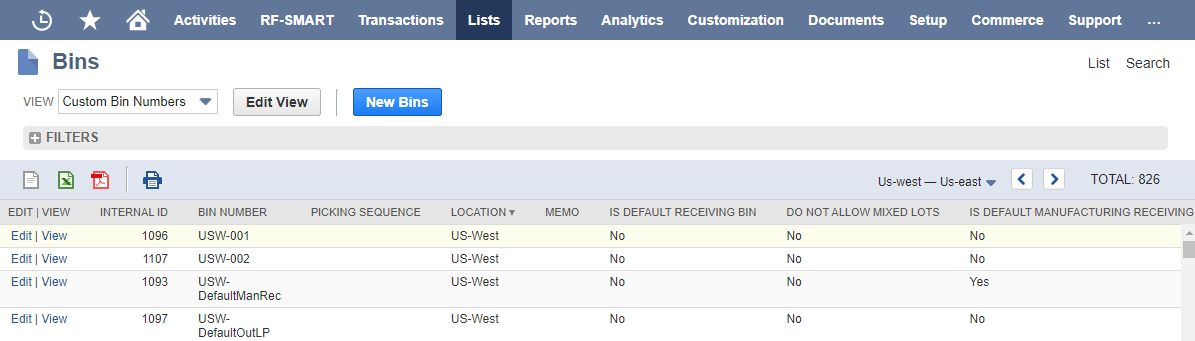 Activities RF-SMART Transactions Lists Reports Analytics Customization Documents Setup Commerce Support ...
Bins
List Search
VIEW Custom Bin Numbers Edit View New Bins
FILTERS
Us-west — Us-east TOTAL: 826
EDIT | VIEW INTERNAL ID BIN NUMBER PICKING SEQUENCE LOCATION MEMO IS DEFAULT RECEIVING BIN DO NOT ALLOW MIXED LOTS IS DEFAULT MANUFACTURING RECEIVING
Edit | View 1096 USW-001 US-West No No No
Edit | View 1107 USW-002 US-West No No No
Edit | View 1093 USW- US-West No No Yes
DefaultManRec
Edit | View 1097 USW- US-West No No No
DefaultOutLP